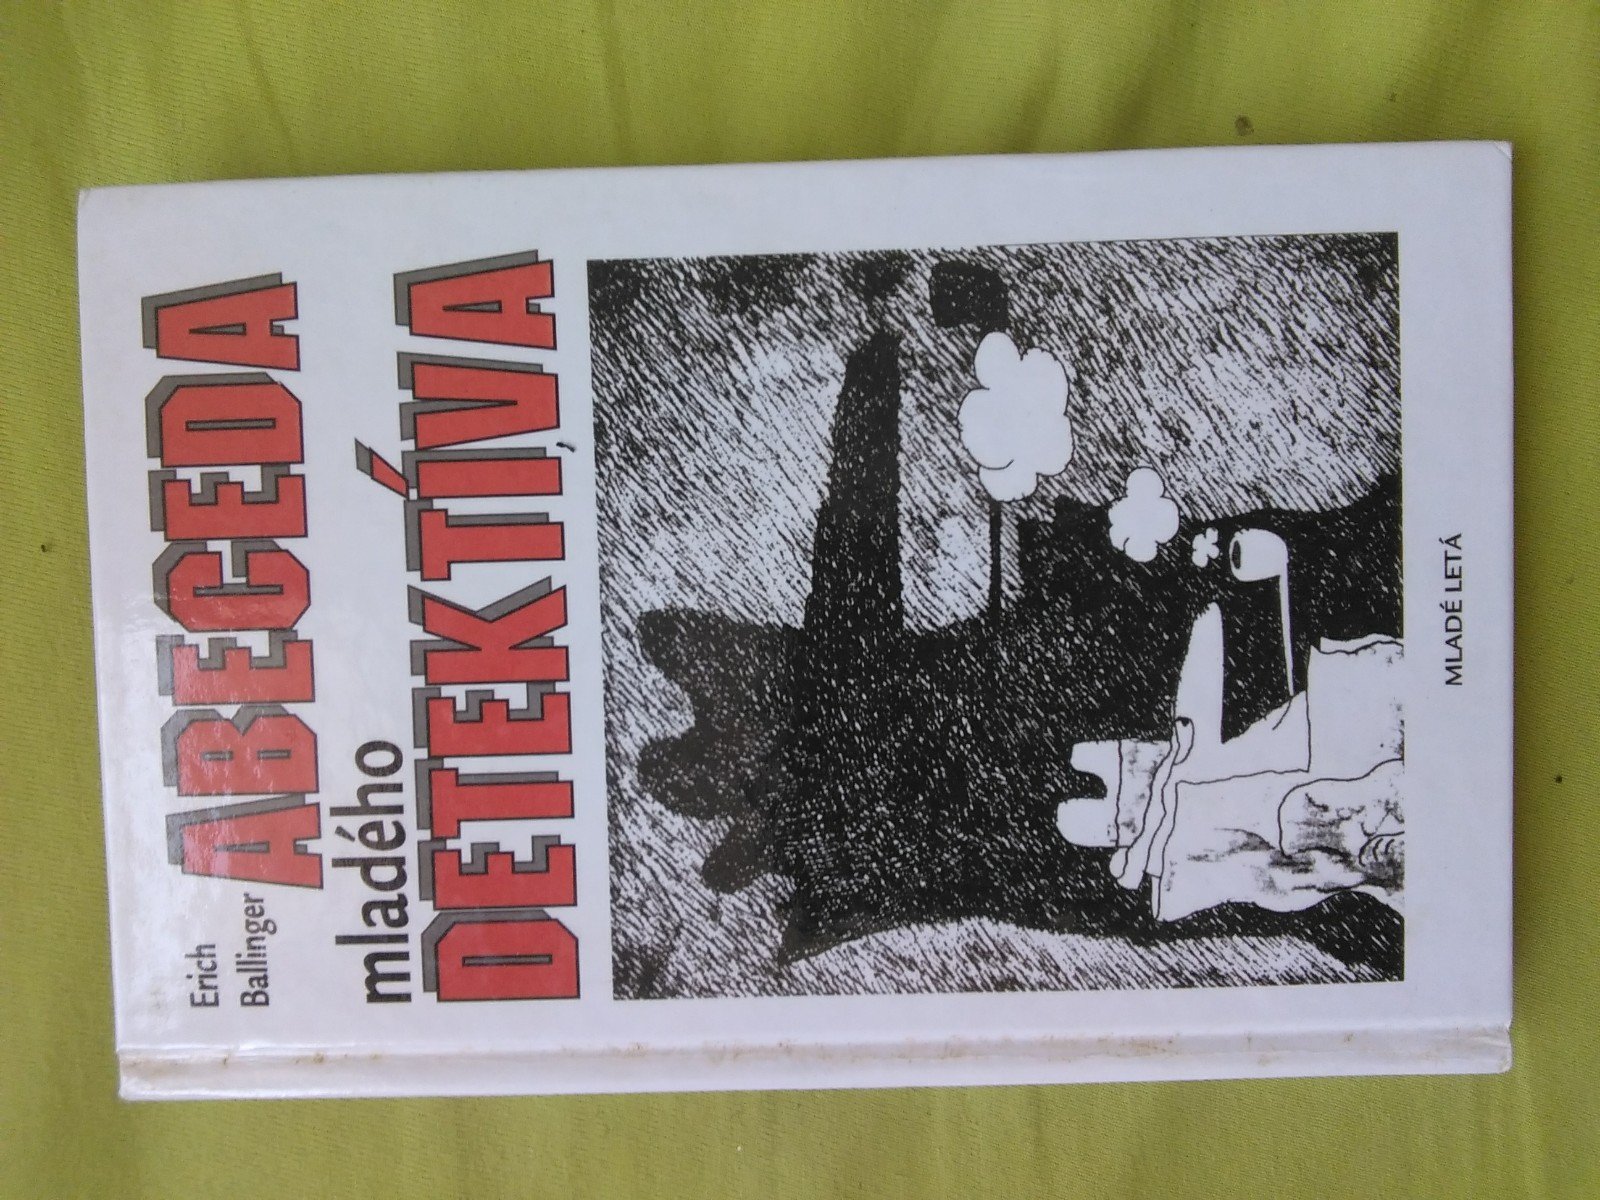 Erich
Ballinger
ABECEDA
mladého
DETEKTÍVA
MLADÉ LETÁ